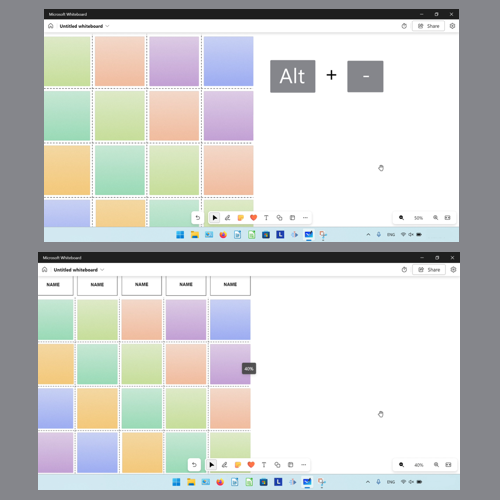 Microsoft Whiteboard
Untitled whiteboard
Share
Alt + -
50%
ENG
Microsoft Whiteboard
Untitled whiteboard
Share
NAME NAME NAME NAME NAME
40%
40%
ENG